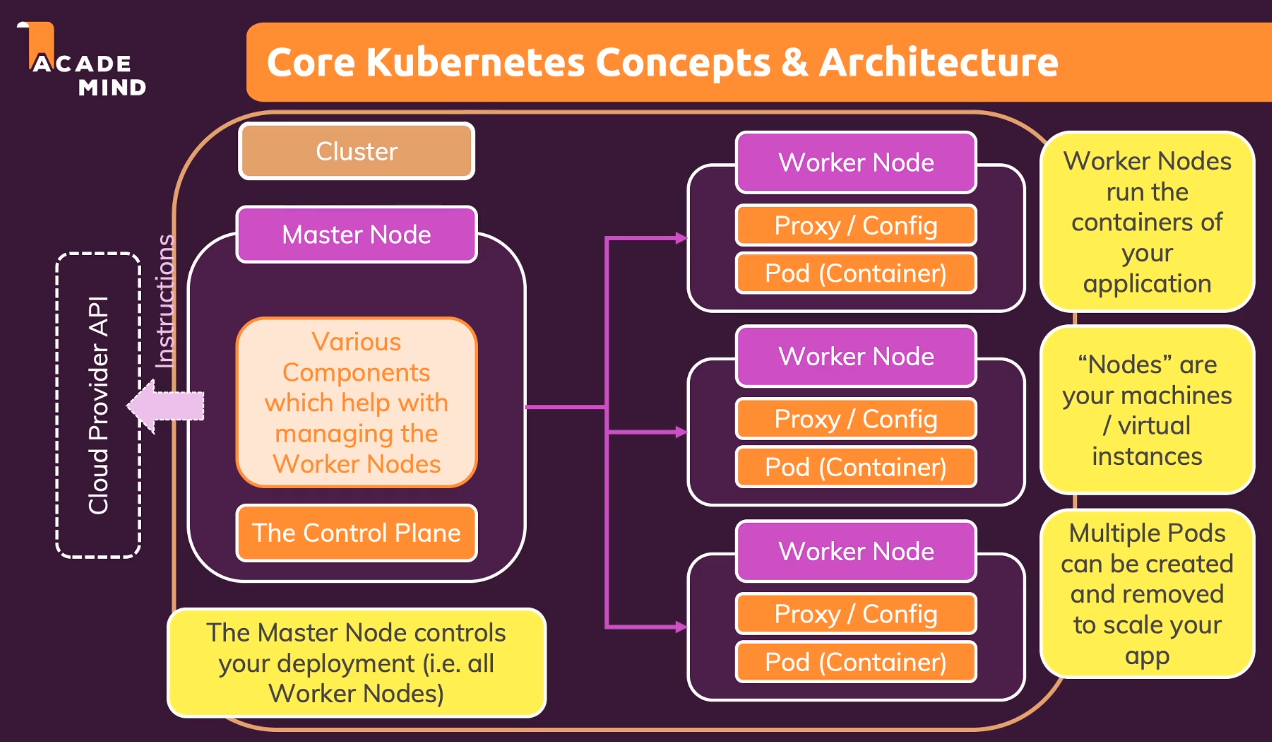 ACADE
MIND
Core Kubernetes Concepts & Architecture
Cluster
Master Node
Various
Components
which help with
managing the
Worker Nodes
The Control Plane
The Master Node controls
your deployment (i.e. all
Worker Nodes)
Instructions
Cloud Provider API
Worker Node
Proxy / Config
Pod (Container)
Worker Node
Proxy / Config
Pod (Container)
Worker Node
Proxy / Config
Pod (Container)
Worker Nodes
run the
containers of
your
application
“Nodes” are
your machines
/ virtual
instances
Multiple Pods
can be created
and removed
to scale your
app